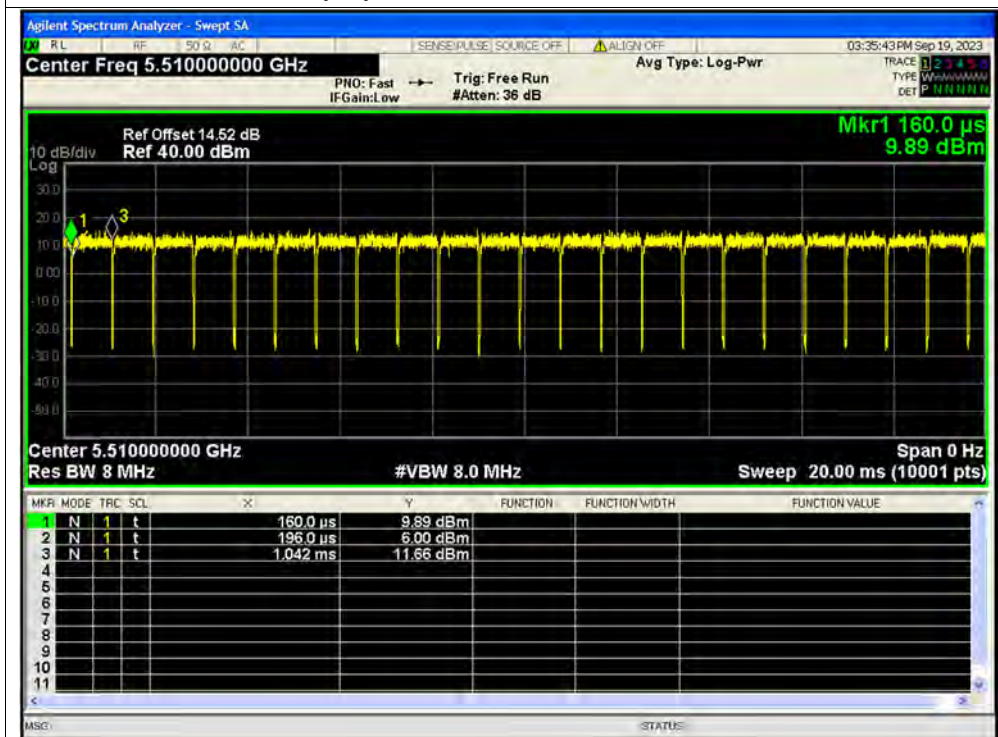 Agilent Spectrum Analyzer - Swept SA
RL RF 50 Ω AC SENSE:PULSE SOURCE OFF ALIGN OFF 03:35:43 PM Sep 19, 2023
Center Freq 5.510000000 GHz Avg Type: Log-Pwr TRACE 1 2 3 4 5 6
PNO: Fast Trig: Free Run TYPE
IFGain:Low #Atten: 36 dB DET P N N N N N
Mkr1 160.0 µs
Ref Offset 14.52 dB
10 dB/div Ref 40.00 dBm 9.89 dBm
Log
30.0
20.0
10.0
0.00
-10.0
-20.0
-30.0
-40.0
-50.0
1 3
Center 5.510000000 GHz Span 0 Hz
Res BW 8 MHz #VBW 8.0 MHz Sweep 20.00 ms (10001 pts)
MKR MODE TRC SCL X Y FUNCTION FUNCTION WIDTH FUNCTION VALUE
1 N 1 t 160.0 µs 9.89 dBm
2 N 1 t 196.0 µs 6.00 dBm
3 N 1 t 1.042 ms 11.66 dBm
4
5
6
7
8
9
10
11
MSG STATUS